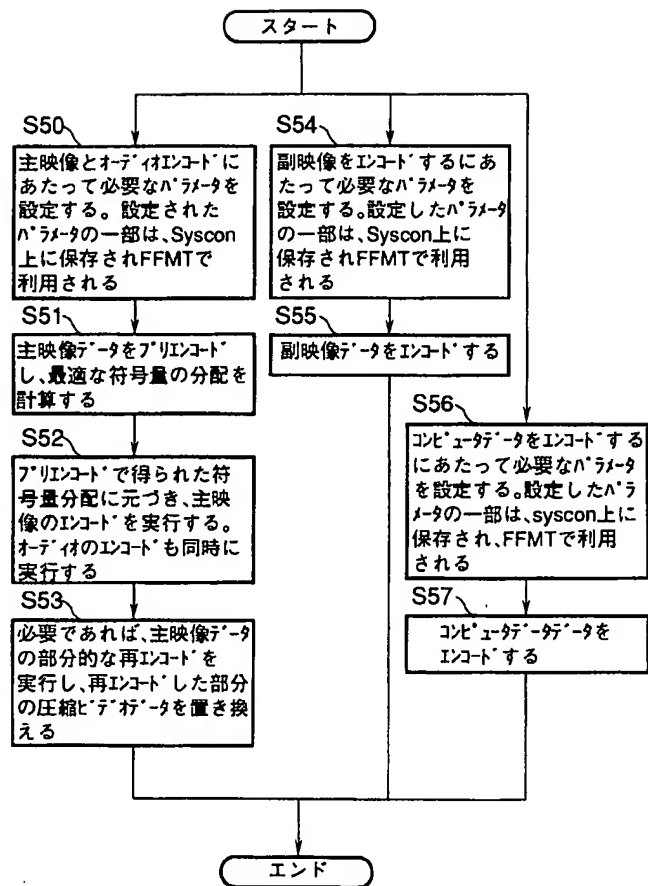 スタート
S50
主映像とオーディオエンコードに
あたって必要なパラメータを
設定する。設定された
パラメータの一部は、Syscon
上に保存されFFMTで
利用される
S51
主映像データをプリエンコード
し、最適な符号量の分配を
計算する
S52
プリエンコードで得られた符
号量分配に元づき、主映
像のエンコードを実行する。
オーディオのエンコードも同時に
実行する
S53
必要であれば、主映像データ
の部分的な再エンコードを
実行し、再エンコードした部分
の圧縮ビデオデータを置き換
える
S54
副映像をエンコードするにあ
たって必要なパラメータを
設定する。設定したパラメータ
の一部は、Syscon上に
保存されFFMTで利用
される
S55
副映像データをエンコードする
S56
コンピュータデータをエンコードする
にあたって必要なパラメータ
を設定する。設定したパラ
メータの一部は、syscon上に
保存され、FFMTで利用
される
S57
コンピュータデータデータを
エンコードする
エンド